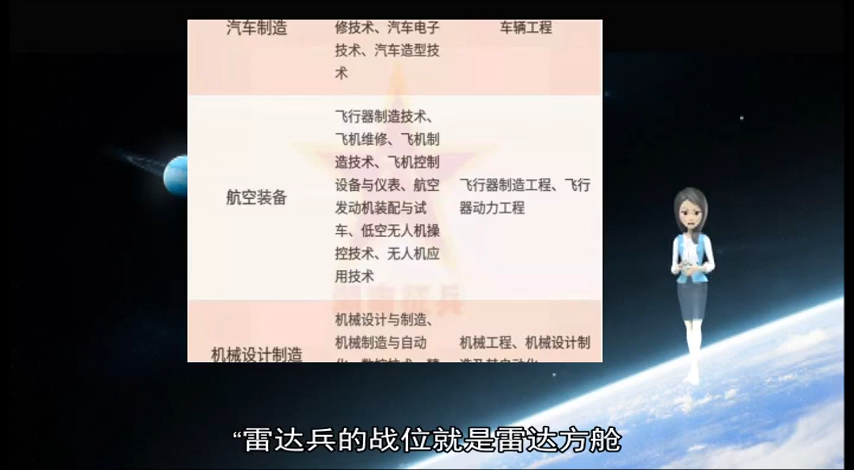 汽车制造
修技术、汽车电子
技术、汽车造型技
术
车辆工程
航空装备
飞行器制造技术、
飞机维修、飞机制
造技术、飞机控制
设备与仪表、航空
发动机装配与试
车、低空无人机操
控技术、无人机应
用技术
飞行器制造工程、飞行
器动力工程
机械设计制造
机械设计与制造、
机械制造与自动
机械工程、机械设计制
“雷达兵的战位就是雷达方舱